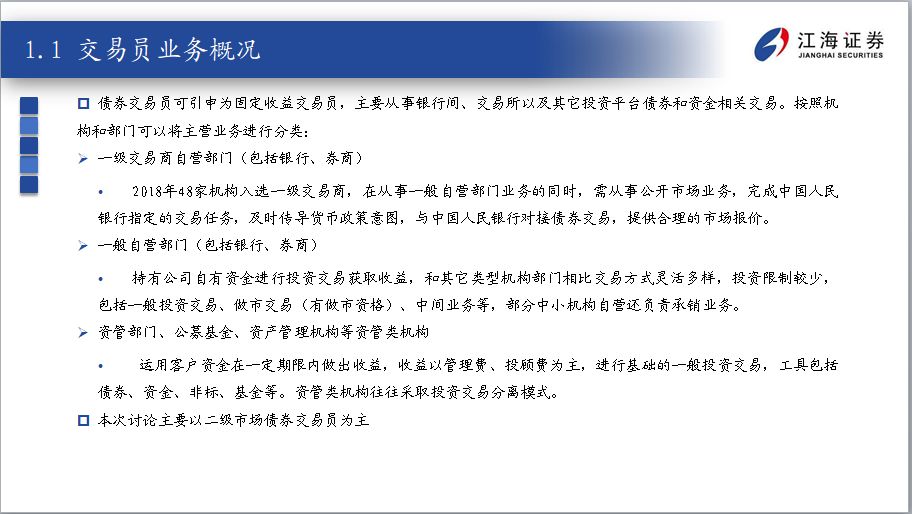 1.1 交易员业务概况
江海证券
JIANGHAI SECURITIES
债券交易员可引申为固定收益交易员，主要从事银行间、交易所以及其它投资平台债券和资金相关交易。按照机
构和部门可以将主营业务进行分类：
一级交易商自营部门（包括银行、券商）
2018年48家机构入选一级交易商，在从事一般自营部门业务的同时，需从事公开市场业务，完成中国人民
银行指定的交易任务，及时传导货币政策意图，与中国人民银行对接债券交易，提供合理的市场报价。
一般自营部门（包括银行、券商）
持有公司自有资金进行投资交易获取收益，和其它类型机构部门相比交易方式灵活多样，投资限制较少，
包括一般投资交易、做市交易（有做市资格）、中间业务等，部分中小机构自营还负责承销业务。
资管部门、公募基金、资产管理机构等资管类机构
运用客户资金在一定期限内做出收益，收益以管理费、投顾费为主，进行基础的一般投资交易，工具包括
债券、资金、非标、基金等。资管类机构往往采取投资交易分离模式。
本次讨论主要以二级市场债券交易员为主